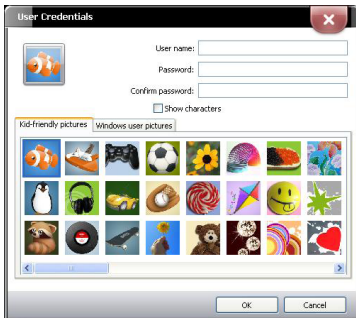 User Credentials
User name:
Password:
Confirm password:
Show characters
Kid-friendly pictures
Windows user pictures
OK
Cancel